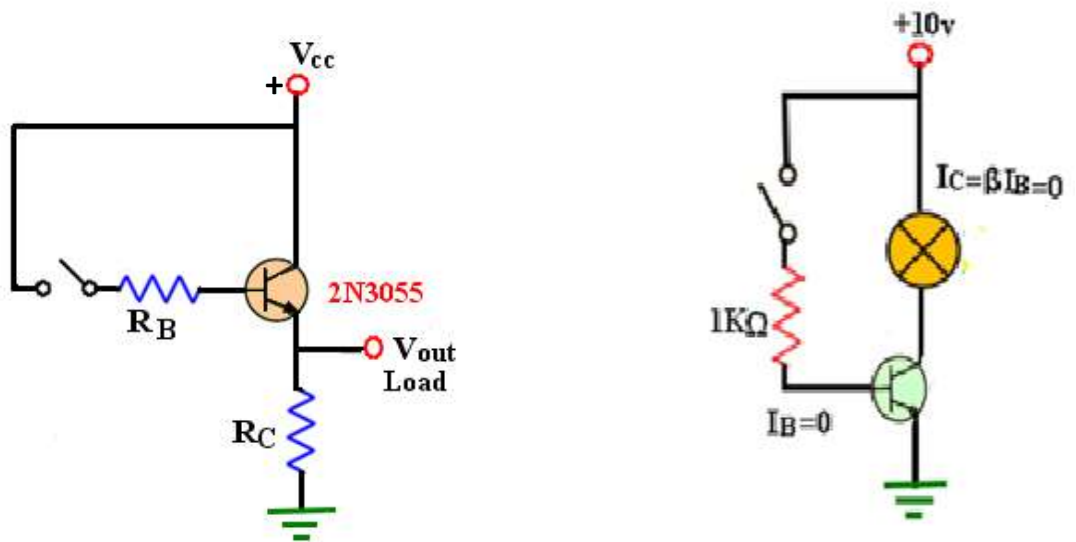 Vcc
+
2N3055
RB
Vout
Load
RC
+10v
IC=βIB=0
1KΩ
IB=0